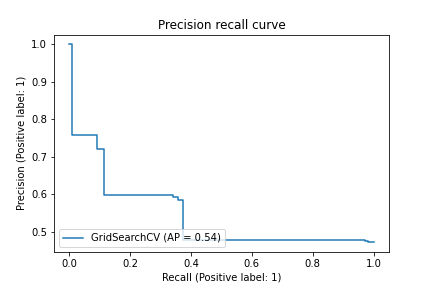 Precision recall curve
1.0
0.9
0.8
0.7
0.6
0.5
Precision (Positive label: 1)
GridSearchCV (AP = 0.54)
0.0 0.2 0.4 0.6 0.8 1.0
Recall (Positive label: 1)